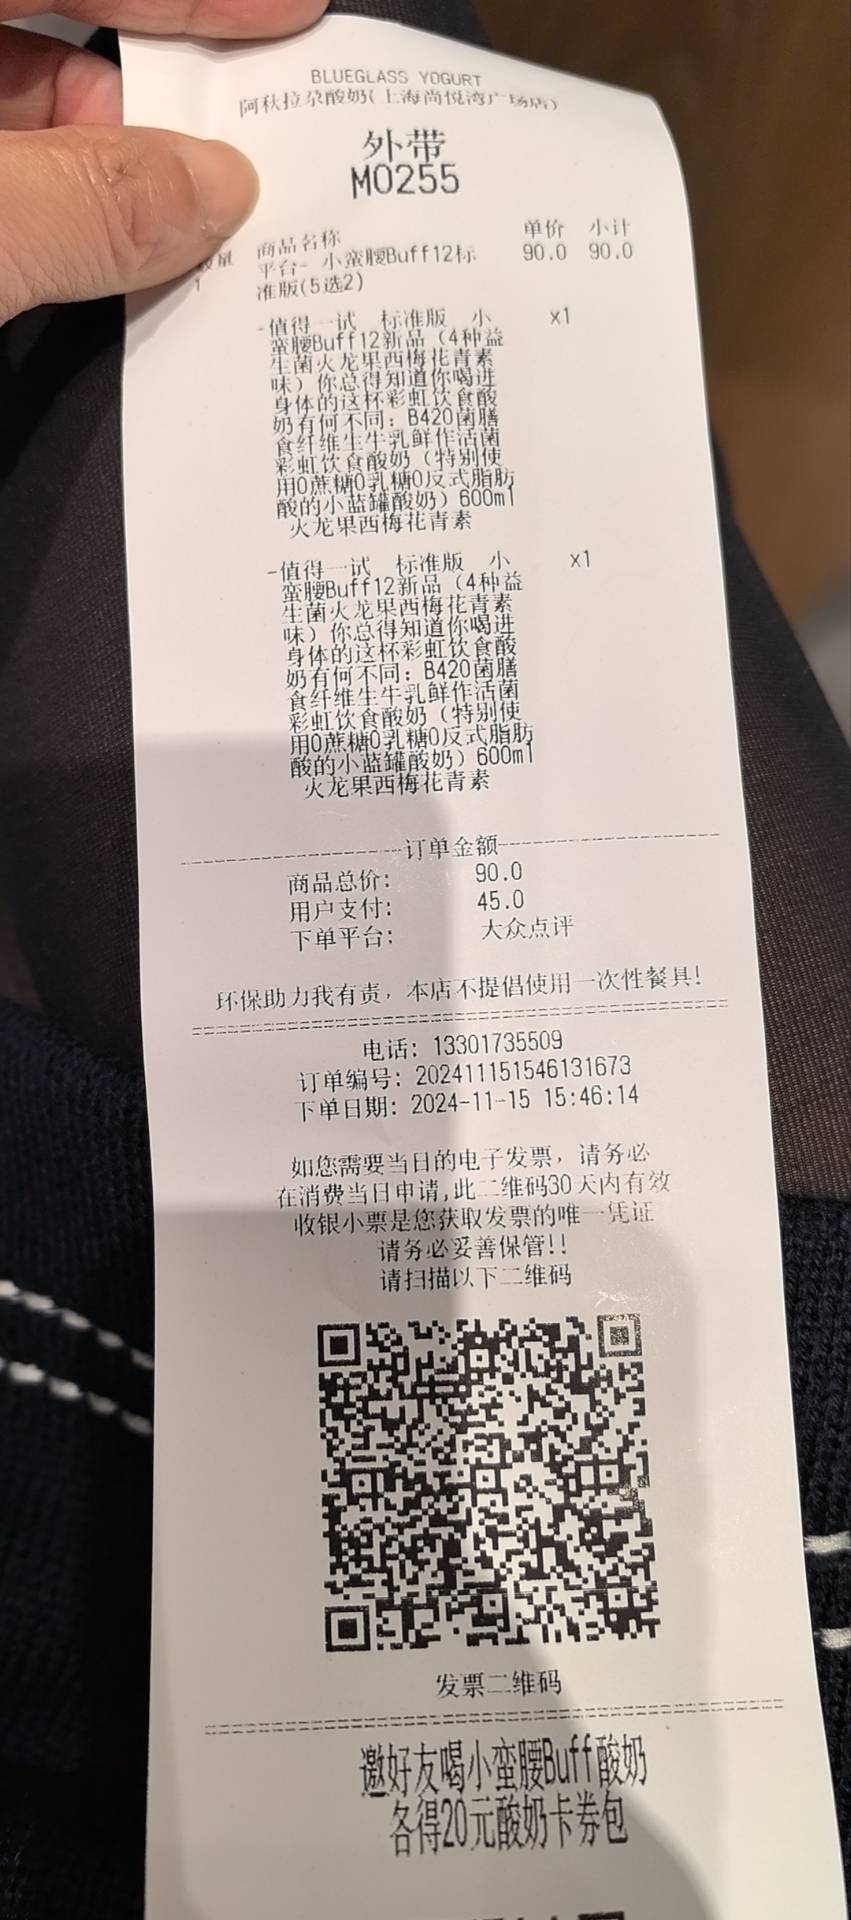 BLUEGLASS YOGURT
阿秋拉尕酸奶(上海尚悦湾广场店)
外带
M0255
数量 商品名称 单价 小计
1 平台- 小蛮腰Buff12标 90.0 90.0
准版(5选2)
-值得一试 标准版 小 x1
蛮腰Buff12新品（4种益
生菌火龙果西梅花青素
味）你总得知道你喝进
身体的这杯彩虹饮食酸
奶有何不同：B420菌膳
食纤维生牛乳鲜作活菌
彩虹饮食酸奶（特别使
用0蔗糖0乳糖0反式脂肪
酸的小蓝罐酸奶）600ml
火龙果西梅花青素
-值得一试 标准版 小 x1
蛮腰Buff12新品（4种益
生菌火龙果西梅花青素
味）你总得知道你喝进
身体的这杯彩虹饮食酸
奶有何不同：B420菌膳
食纤维生牛乳鲜作活菌
彩虹饮食酸奶（特别使
用0蔗糖0乳糖0反式脂肪
酸的小蓝罐酸奶）600ml
火龙果西梅花青素
订单金额
商品总价: 90.0
用户支付: 45.0
下单平台: 大众点评
环保助力我有责，本店不提倡使用一次性餐具!
电话: 13301735509
订单编号: 202411151546131673
下单日期: 2024-11-15 15:46:14
如您需要当日的电子发票，请务必
在消费当日申请,此二维码30天内有效
收银小票是您获取发票的唯一凭证
请务必妥善保管!!
请扫描以下二维码
发票二维码
邀好友喝小蛮腰Buff酸奶
各得20元酸奶卡券包